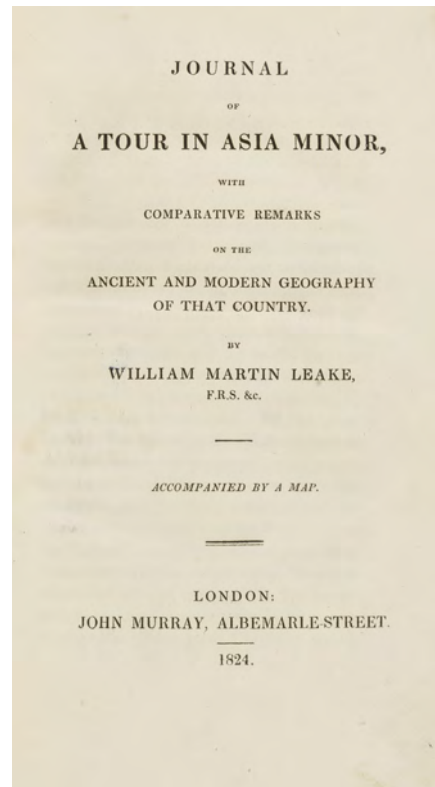 JOURNAL
OF
A TOUR IN ASIA MINOR,
WITH
COMPARATIVE REMARKS
ON THE
ANCIENT AND MODERN GEOGRAPHY
OF THAT COUNTRY.
BY
WILLIAM MARTIN LEAKE,
F.R.S. &c.
ACCOMPANIED BY A MAP.
LONDON:
JOHN MURRAY, ALBEMARLE-STREET.
1824.